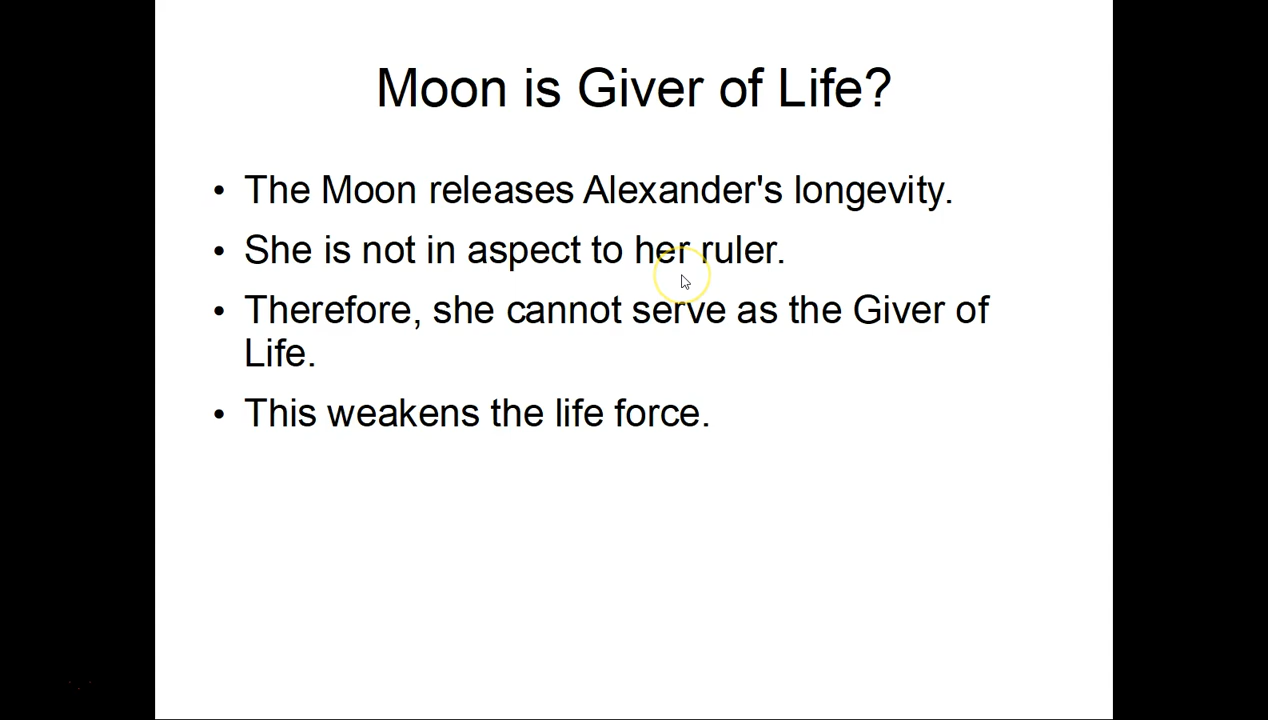 Moon is Giver of Life?
• The Moon releases Alexander's longevity.
• She is not in aspect to her ruler.
• Therefore, she cannot serve as the Giver of
Life.
• This weakens the life force.